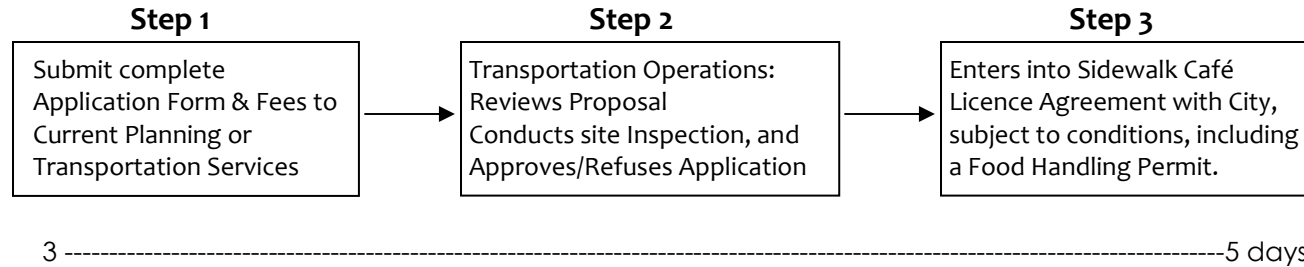 Step 1
Submit complete
Application Form & Fees to
Current Planning or
Transportation Services
Step 2
Transportation Operations:
Reviews Proposal
Conducts site Inspection, and
Approves/Refuses Application
Step 3
Enters into Sidewalk Café
Licence Agreement with City,
subject to conditions, including
a Food Handling Permit.
3 -----------------------------------------------------------------------------------------------------------------------------------5 days